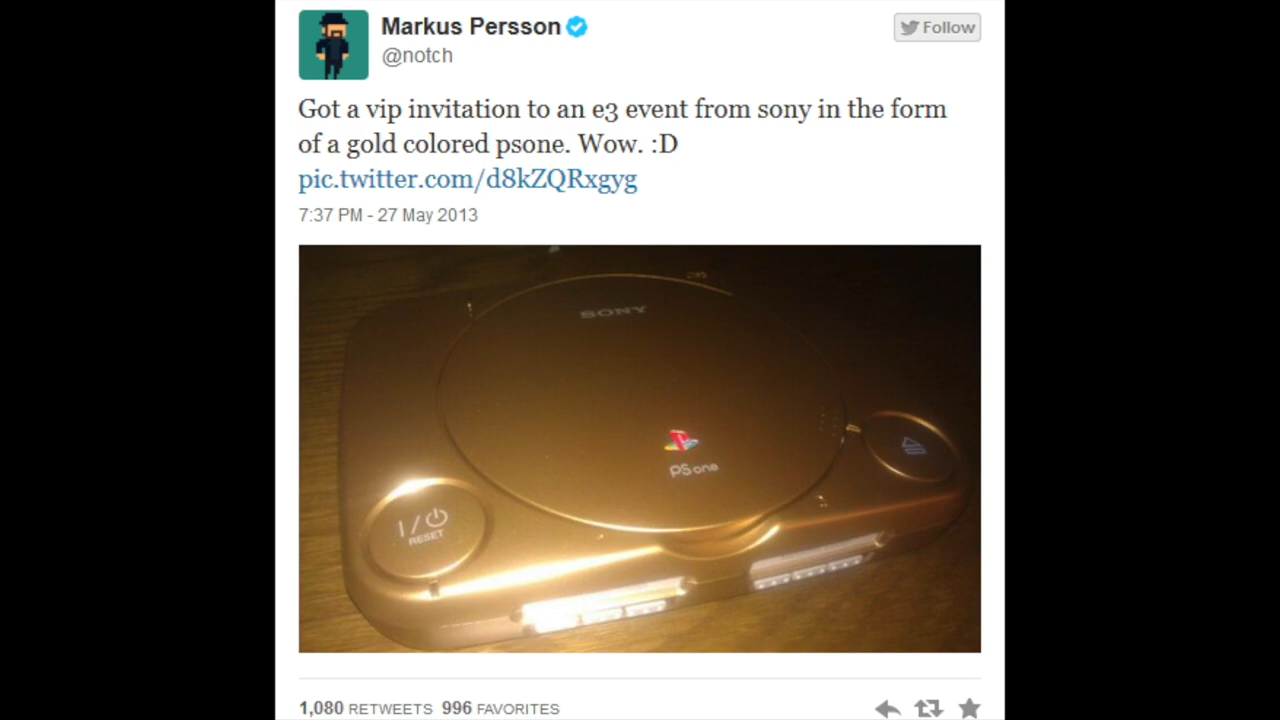 Markus Persson
@notch
Follow
Got a vip invitation to an e3 event from sony in the form
of a gold colored psone. Wow. :D
pic.twitter.com/d8kZQRxgyg
7:37 PM - 27 May 2013
SONY
PS one
I/
RESET
1,080 RETWEETS 996 FAVORITES